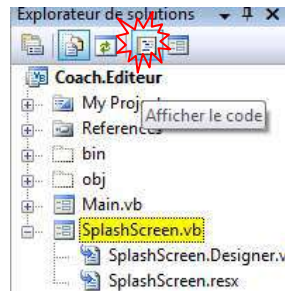 Explorateur de solutions
Coach.Editeur
My Proj
Afficher le code
References
bin
obj
Main.vb
SplashScreen.vb
SplashScreen.Designer.v
SplashScreen.resx